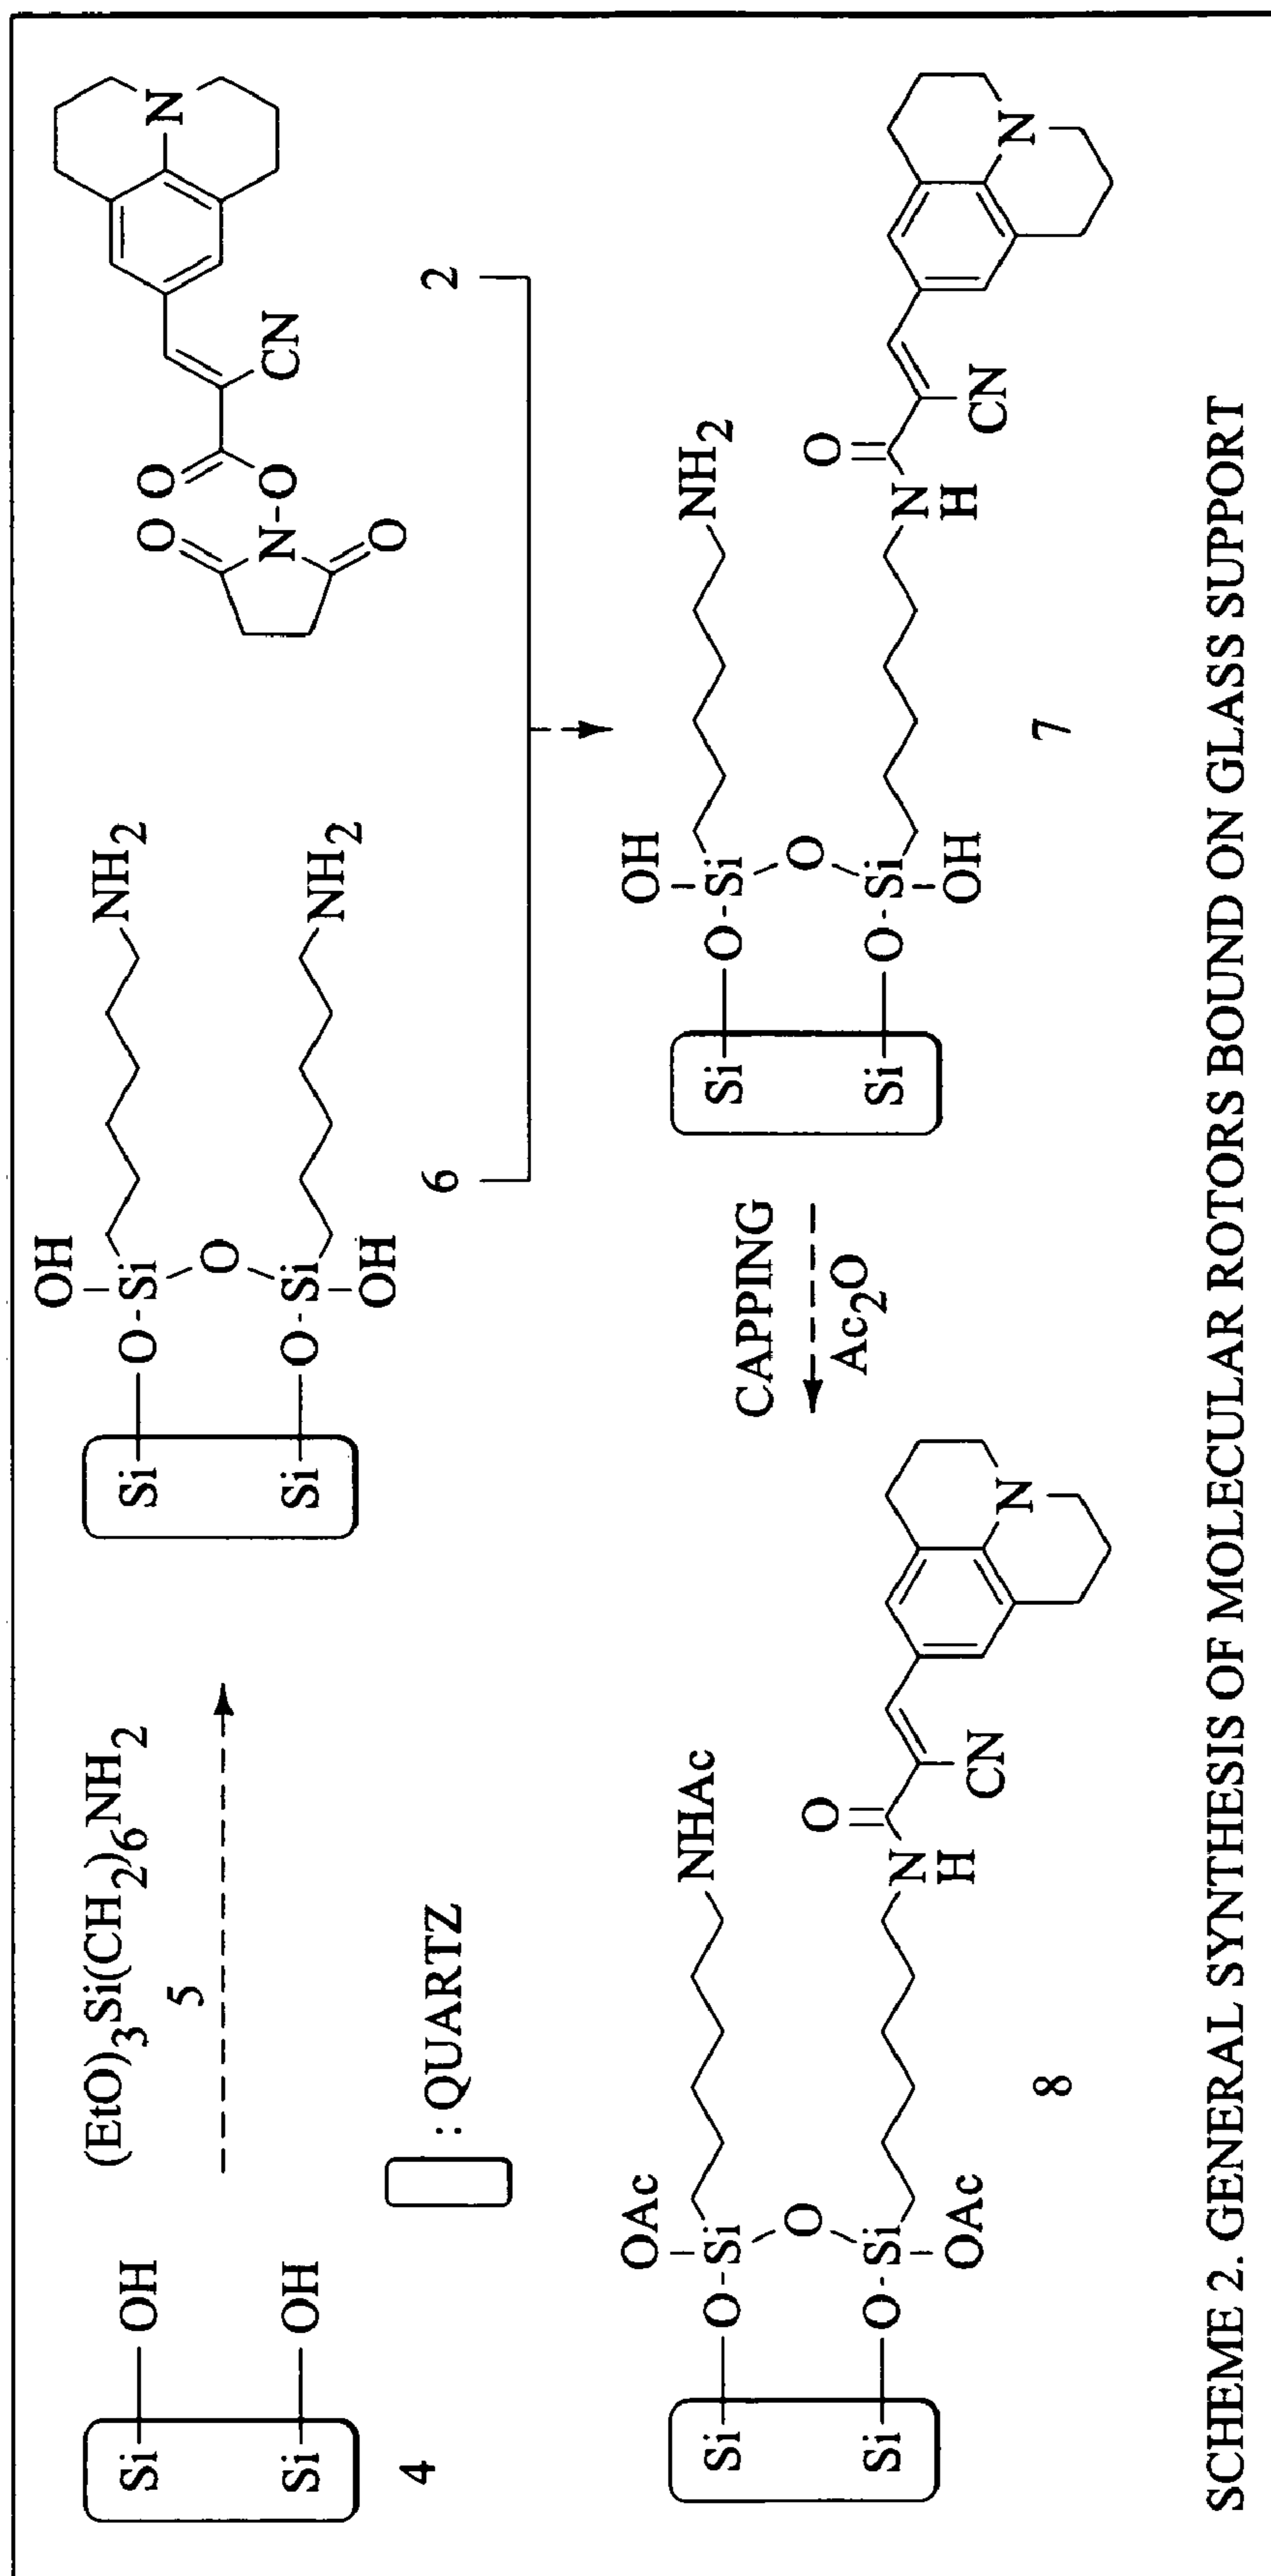 (EtO)3Si(CH2)6NH2
5
Si OH
Si OH
4
: QUARTZ
OH
Si O Si NH2
O
Si O Si NH2
OH
6
O
O N O
O
CN
N
2
OH
Si O Si NH2
O
Si O Si N H
OH
O
CN
N
7
CAPPING
Ac2O
OAc
Si O Si NHAc
O
Si O Si N H
OAc
O
CN
N
8
SCHEME 2. GENERAL SYNTHESIS OF MOLECULAR ROTORS BOUND ON GLASS SUPPORT